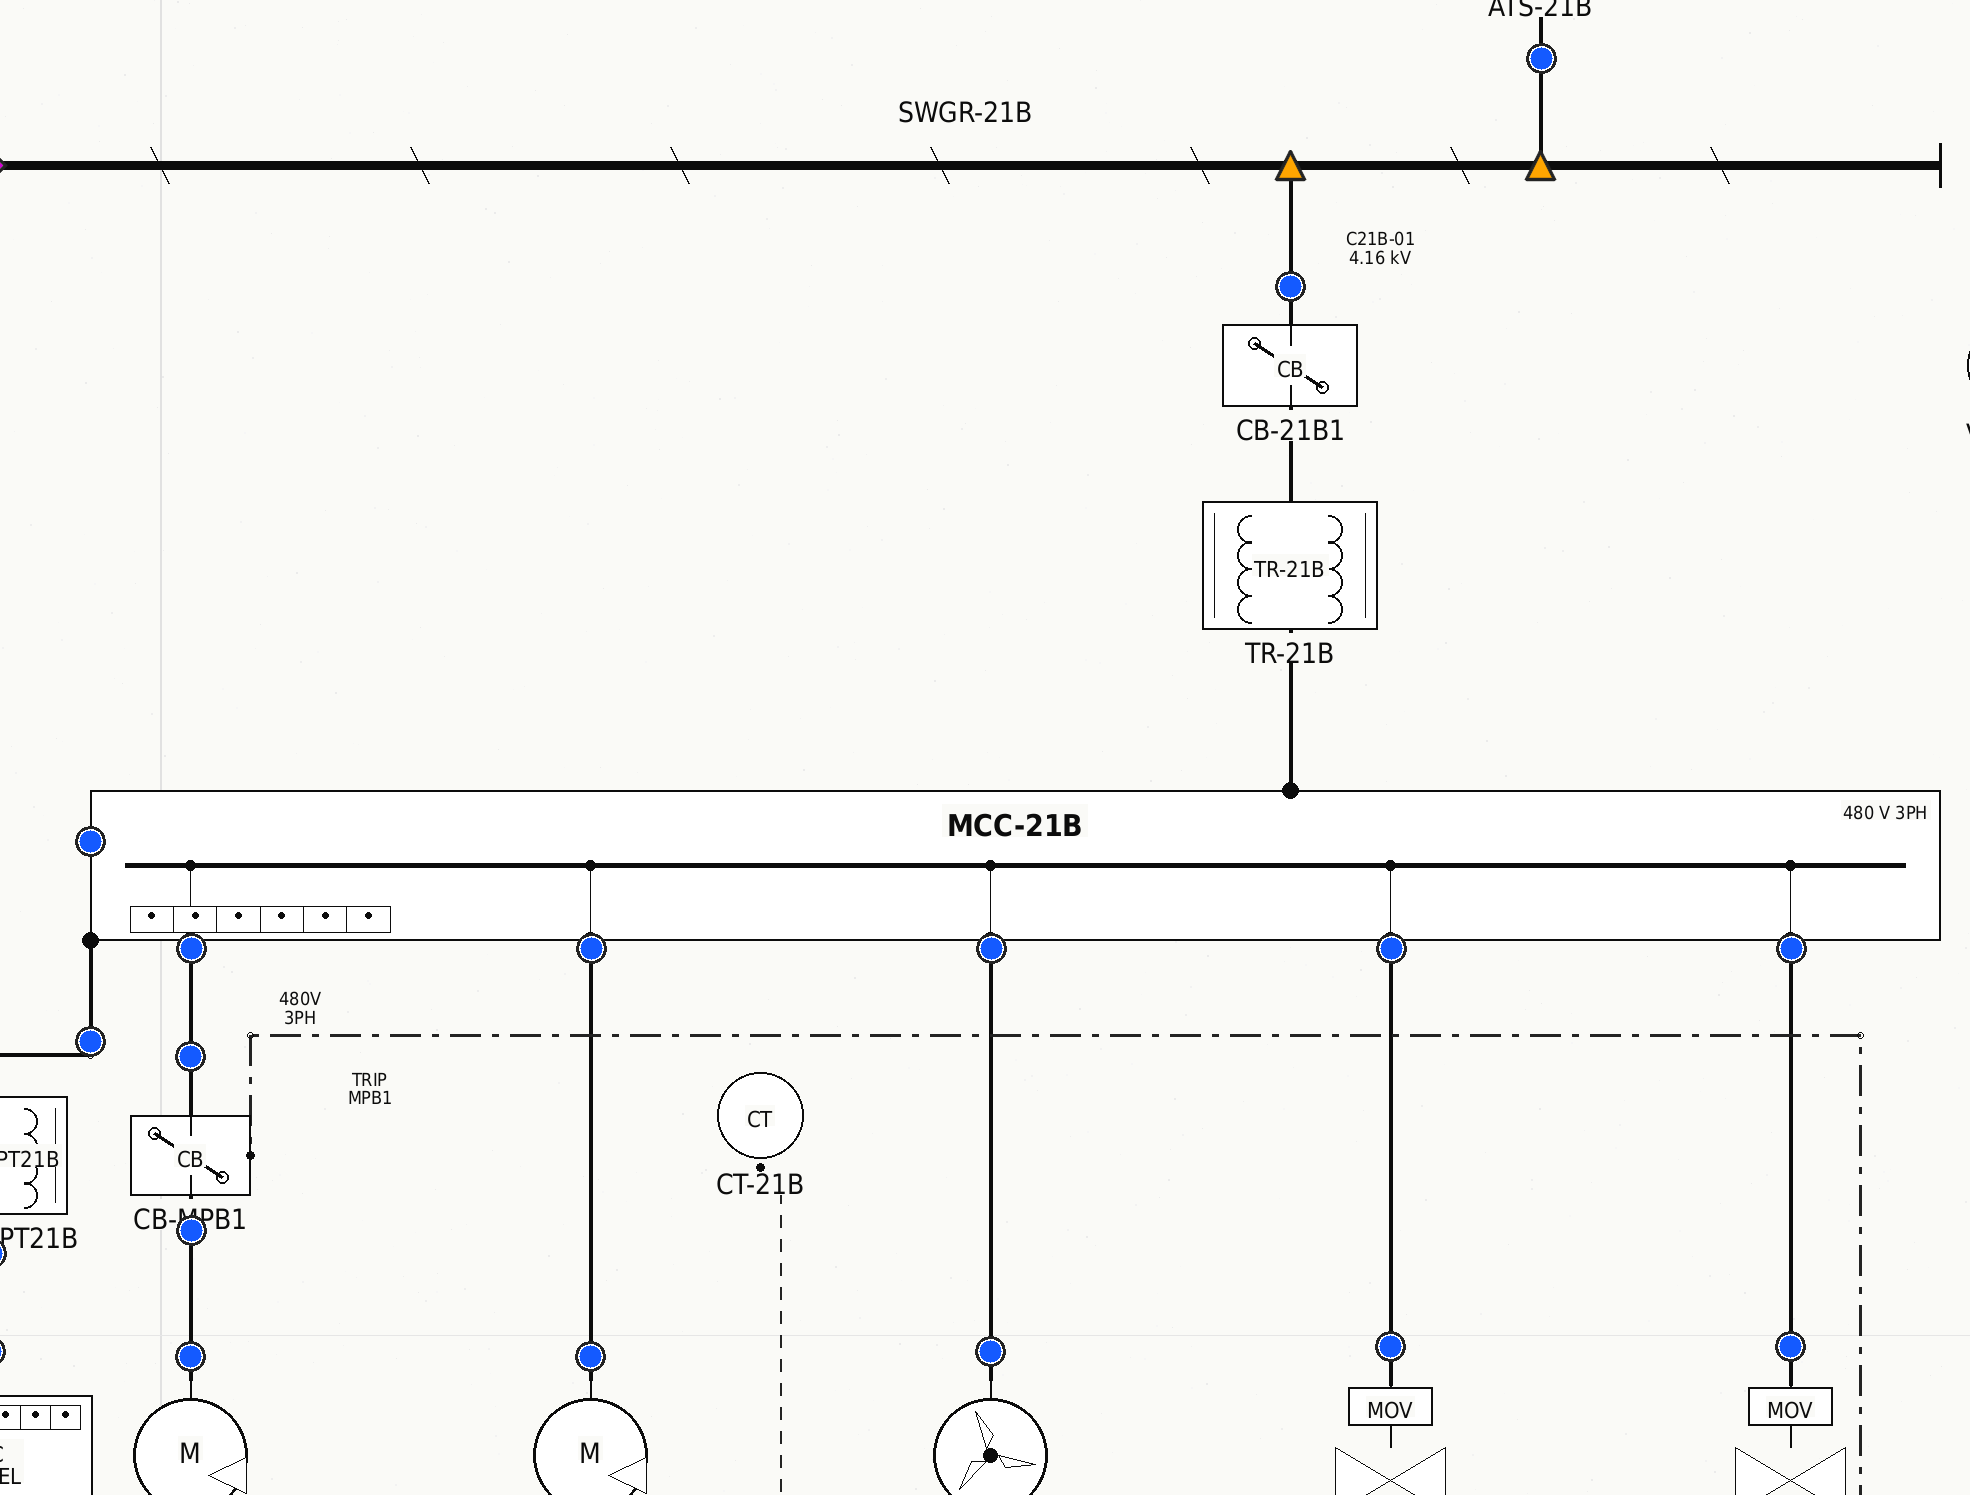 ATS-21B
SWGR-21B
C21B-01
4.16 kV
CB
CB-21B1
TR-21B
TR-21B
MCC-21B
480 V 3PH
480V
3PH
TRIP
MPB1
CT
CT-21B
PT21B
PT21B
CB
CB-MPB1
MOV
MOV
M
M
C
EL